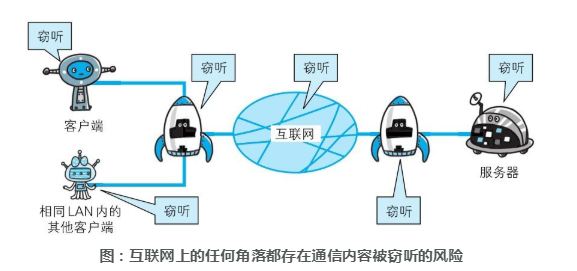 窃听
窃听
窃听
窃听
客户端
互联网
服务器
相同 LAN 内的
其他客户端
窃听
窃听
图：互联网上的任何角落都存在通信内容被窃听的风险